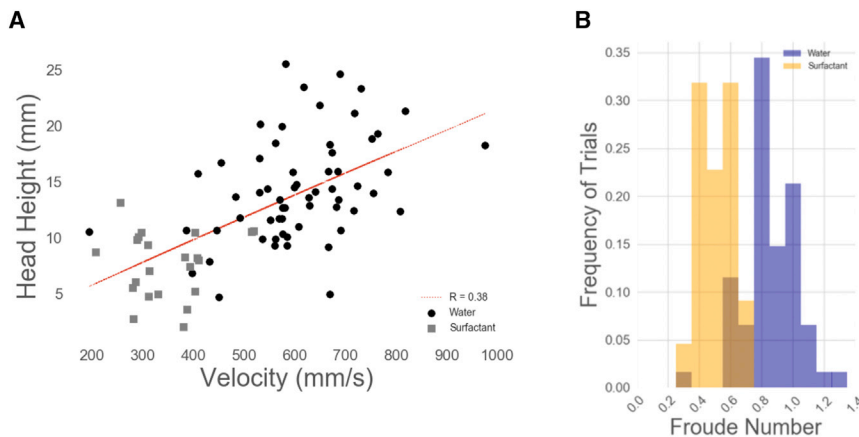 A
Head Height (mm)
25
20
15
10
5
R = 0.38
Water
Surfactant
200 300 400 500 600 700 800 900 1000
Velocity (mm/s)
B
Frequency of Trials
0.35
0.30
0.25
0.20
0.15
0.10
0.05
0.00
Water
Surfactant
0.0 0.2 0.4 0.6 0.8 1.0 1.2 1.4
Froude Number